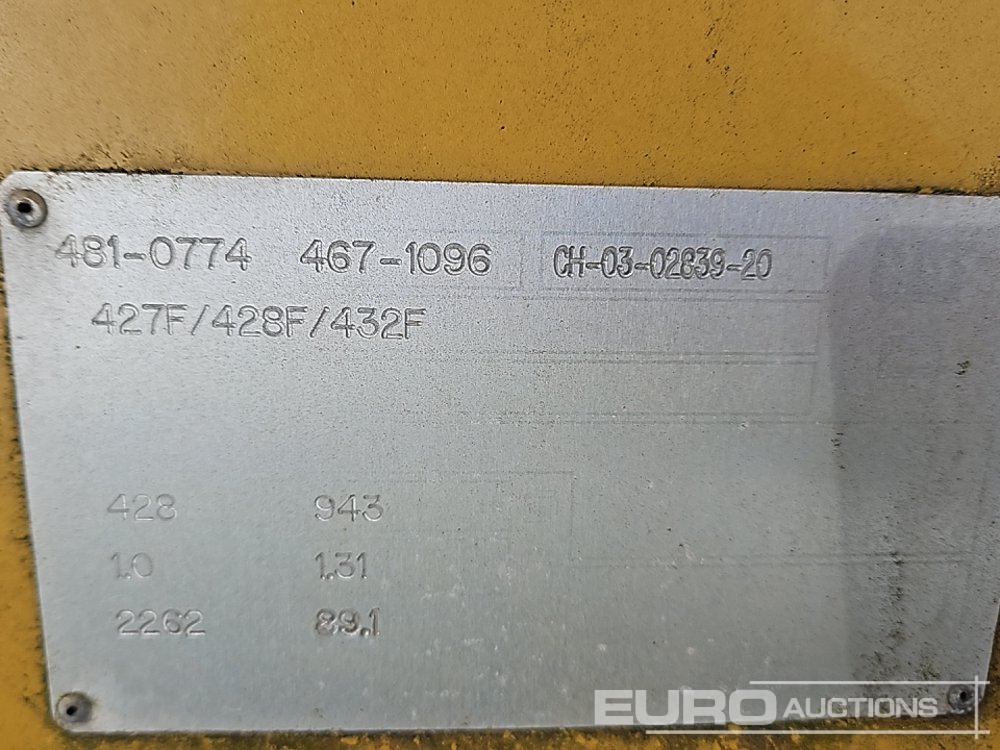 481-0774 467-1096 CH-03-02839-20
427F/428F/432F
428 943
1.0 1.31
2262 89.1
EURO AUCTIONS